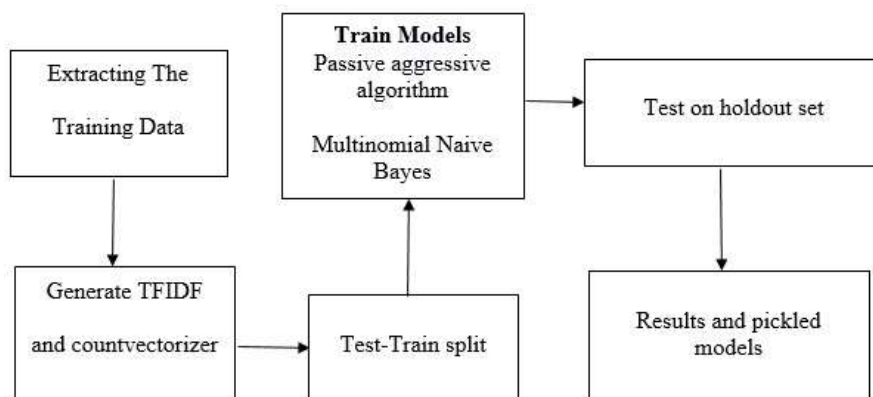 Extracting The
Training Data
Generate TFIDF
and countvectorizer
Test-Train split
Train Models
Passive aggressive
algorithm
Multinomial Naive
Bayes
Test on holdout set
Results and pickled
models